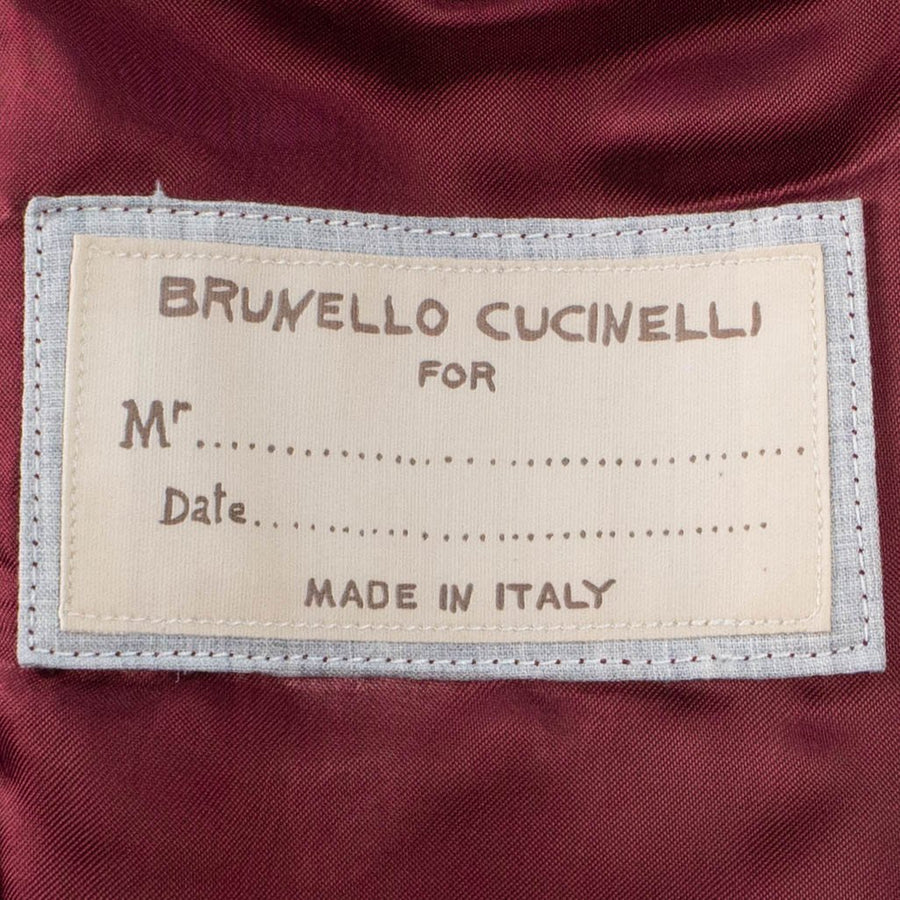 BRUNELLO CUCINELLI
FOR
Mr..............................................
Date........................................
MADE IN ITALY